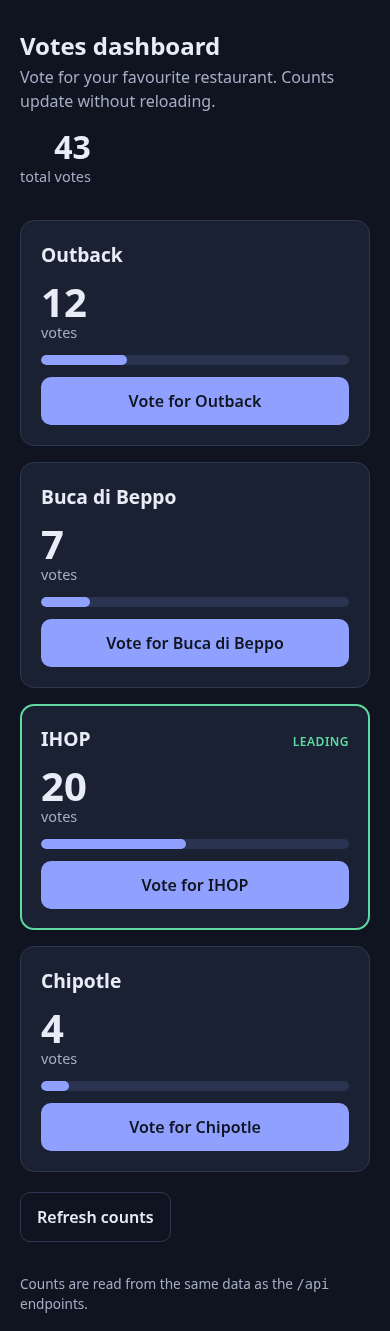 Votes dashboard
Vote for your favourite restaurant. Counts
update without reloading.
43
total votes
Outback
12
votes
Vote for Outback
Buca di Beppo
7
votes
Vote for Buca di Beppo
IHOP
LEADING
20
votes
Vote for IHOP
Chipotle
4
votes
Vote for Chipotle
Refresh counts
Counts are read from the same data as the /api
endpoints.